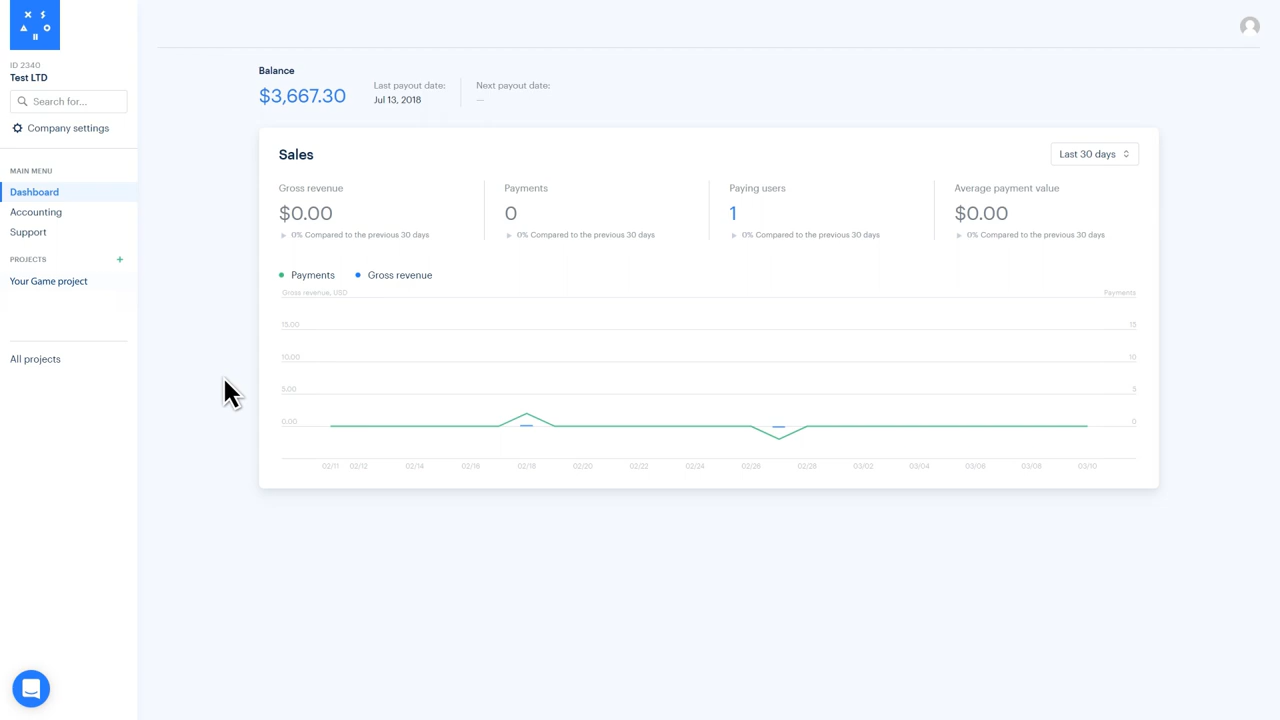 ID 2340
Test LTD
Search for...
Company settings
MAIN MENU
Dashboard
Accounting
Support
PROJECTS +
Your Game project
All projects
Balance
$3,667.30
Last payout date:
Jul 13, 2018
Next payout date:
—
Sales
Last 30 days
Gross revenue
$0.00
0% Compared to the previous 30 days
Payments
0
0% Compared to the previous 30 days
Paying users
1
0% Compared to the previous 30 days
Average payment value
$0.00
0% Compared to the previous 30 days
Payments Gross revenue
Gross revenue, USD Payments
15.00 15
10.00 10
5.00 5
0.00 0
02/11 02/12 02/14 02/16 02/18 02/20 02/22 02/24 02/26 02/28 03/02 03/04 03/06 03/08 03/10